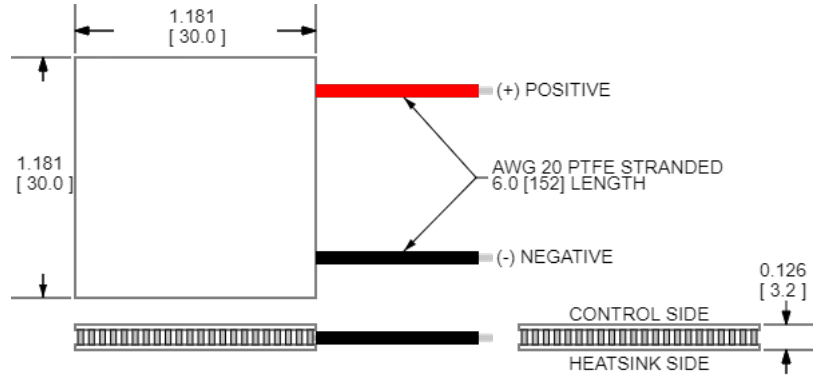 1.181
[ 30.0 ]
(+) POSITIVE
1.181
[ 30.0 ]
AWG 20 PTFE STRANDED
6.0 [152] LENGTH
(-) NEGATIVE
0.126
[ 3.2 ]
CONTROL SIDE
HEATSINK SIDE